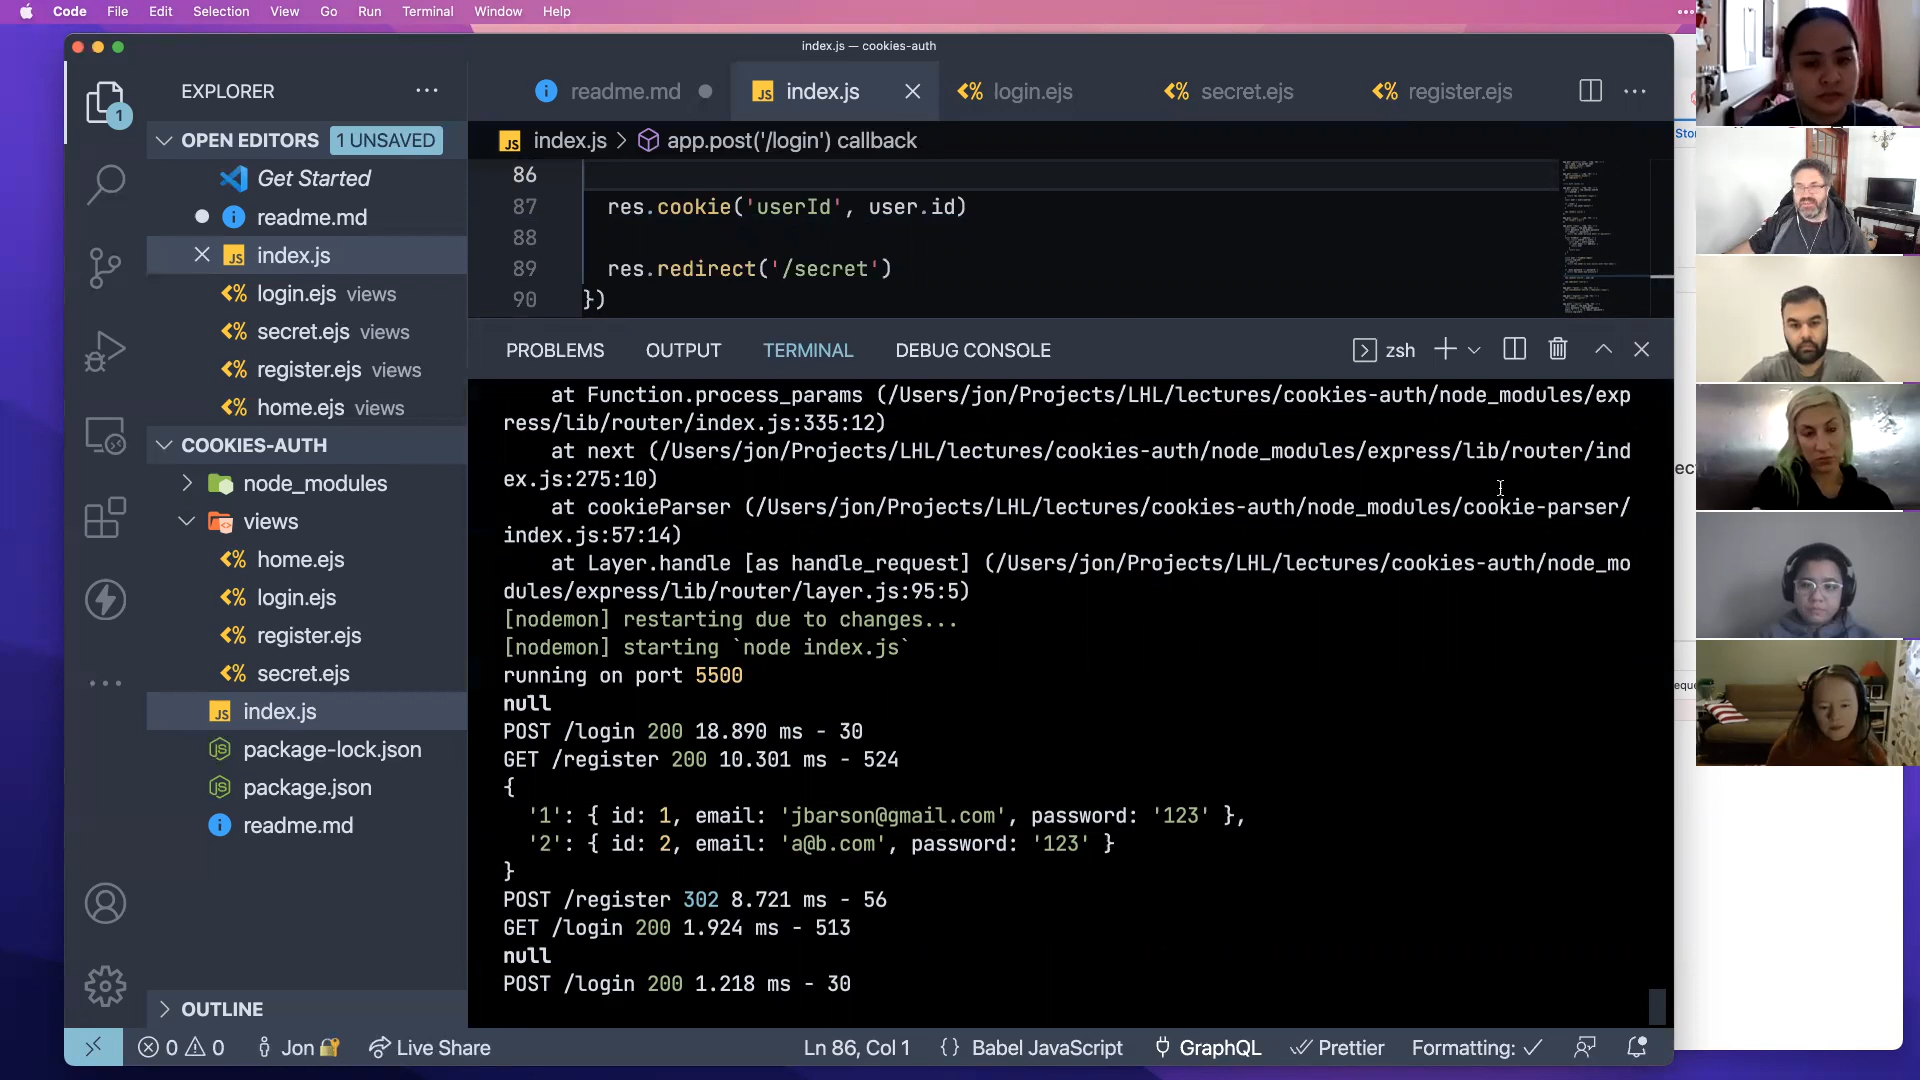 Code File Edit Selection View Go Run Terminal Window Help
index.js — cookies-auth
EXPLORER
readme.md
index.js
login.ejs
secret.ejs
register.ejs
OPEN EDITORS 1 UNSAVED
Get Started
readme.md
index.js
login.ejs views
secret.ejs views
register.ejs views
home.ejs views
COOKIES-AUTH
node_modules
views
home.ejs
login.ejs
register.ejs
secret.ejs
index.js
package-lock.json
package.json
readme.md
OUTLINE
1
index.js > app.post('/login') callback
86
87 res.cookie('userId', user.id)
88
89 res.redirect('/secret')
90 })
PROBLEMS OUTPUT TERMINAL DEBUG CONSOLE
zsh
at Function.process_params (/Users/jon/Projects/LHL/lectures/cookies-auth/node_modules/exp
ress/lib/router/index.js:335:12)
at next (/Users/jon/Projects/LHL/lectures/cookies-auth/node_modules/express/lib/router/ind
ex.js:275:10)
at cookieParser (/Users/jon/Projects/LHL/lectures/cookies-auth/node_modules/cookie-parser/
index.js:57:14)
at Layer.handle [as handle_request] (/Users/jon/Projects/LHL/lectures/cookies-auth/node_mo
dules/express/lib/router/layer.js:95:5)
[nodemon] restarting due to changes...
[nodemon] starting `node index.js`
running on port 5500
null
POST /login 200 18.890 ms - 30
GET /register 200 10.301 ms - 524
{
'1': { id: 1, email: 'jbarson@gmail.com', password: '123' },
'2': { id: 2, email: 'a@b.com', password: '123' }
}
POST /register 302 8.721 ms - 56
GET /login 200 1.924 ms - 513
null
POST /login 200 1.218 ms - 30
0 0 Jon Live Share
Ln 86, Col 1 {} Babel JavaScript GraphQL Prettier Formatting: